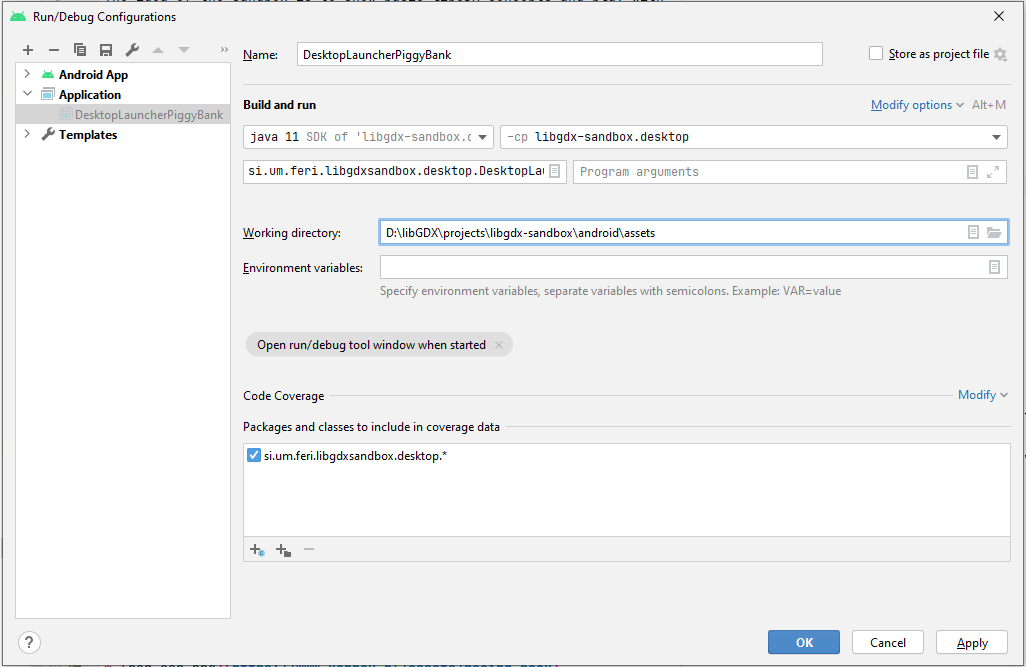 Run/Debug Configurations
Android App
Application
DesktopLauncherPiggyBank
Templates
Name: DesktopLauncherPiggyBank
Store as project file
Build and run
Modify options Alt+M
java 11 SDK of 'libgdx-sandbox.
-cp libgdx-sandbox.desktop
si.um.feri.libgdxsandbox.desktop.DesktopLau
Program arguments
Working directory: D:\libGDX\projects\libgdx-sandbox\android\assets
Environment variables:
Specify environment variables, separate variables with semicolons. Example: VAR=value
Open run/debug tool window when started
Code Coverage
Modify
Packages and classes to include in coverage data
si.um.feri.libgdxsandbox.desktop.*
?
OK
Cancel
Apply